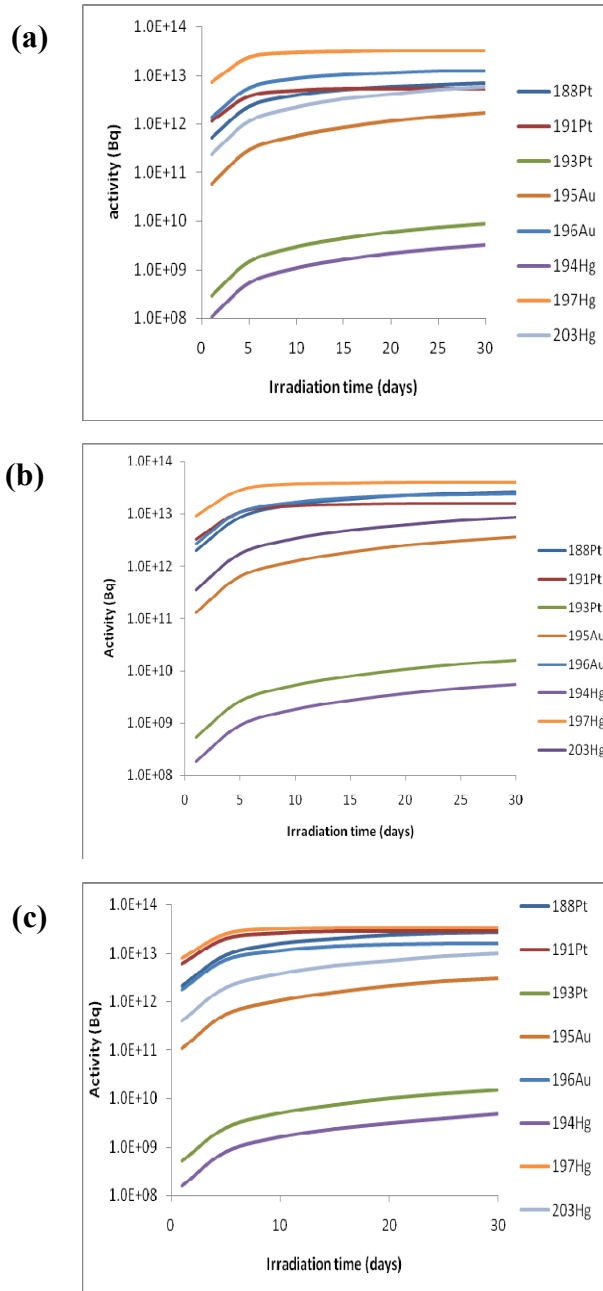 (a)
1.0E+14
1.0E+13
1.0E+12
1.0E+11
1.0E+10
1.0E+09
1.0E+08
activity (Bq)
0 5 10 15 20 25 30
Irradiation time (days)
188Pt
191Pt
193Pt
195Au
196Au
194Hg
197Hg
203Hg
(b)
1.0E+14
1.0E+13
1.0E+12
1.0E+11
1.0E+10
1.0E+09
1.0E+08
Activity (Bq)
0 5 10 15 20 25 30
Irradiation time (days)
188Pt
191Pt
193Pt
195Au
196Au
194Hg
197Hg
203Hg
(c)
1.0E+14
1.0E+13
1.0E+12
1.0E+11
1.0E+10
1.0E+09
1.0E+08
Activity (Bq)
0 10 20 30
Irradiation time (days)
188Pt
191Pt
193Pt
195Au
196Au
194Hg
197Hg
203Hg